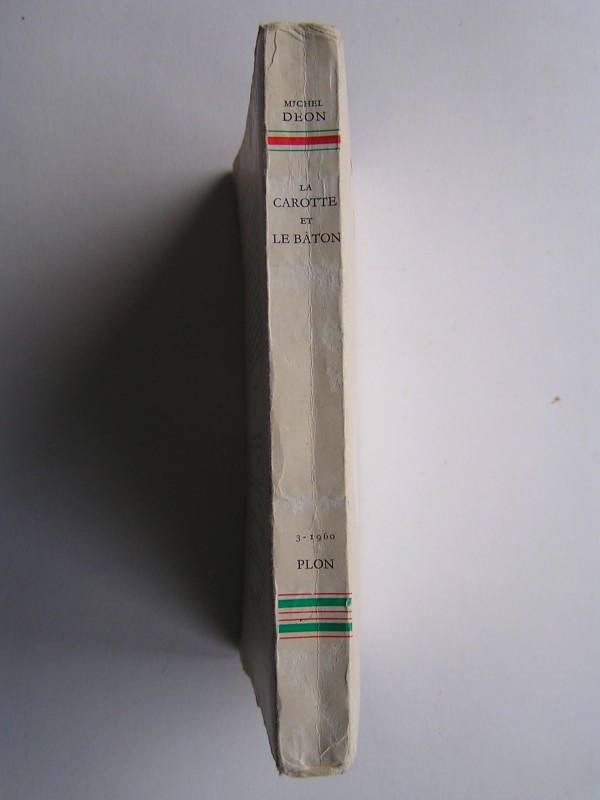 MICHEL
DEON
LA
CAROTTE
ET
LE BÂTON
3-1960
PLON